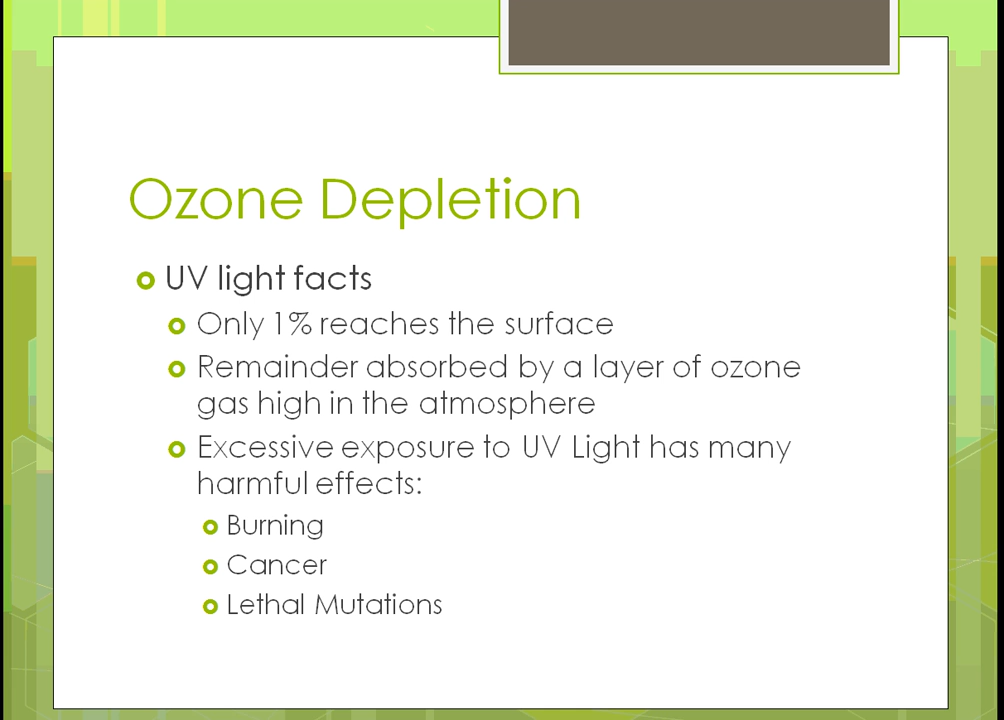 Ozone Depletion
UV light facts
Only 1% reaches the surface
Remainder absorbed by a layer of ozone
gas high in the atmosphere
Excessive exposure to UV Light has many
harmful effects:
Burning
Cancer
Lethal Mutations